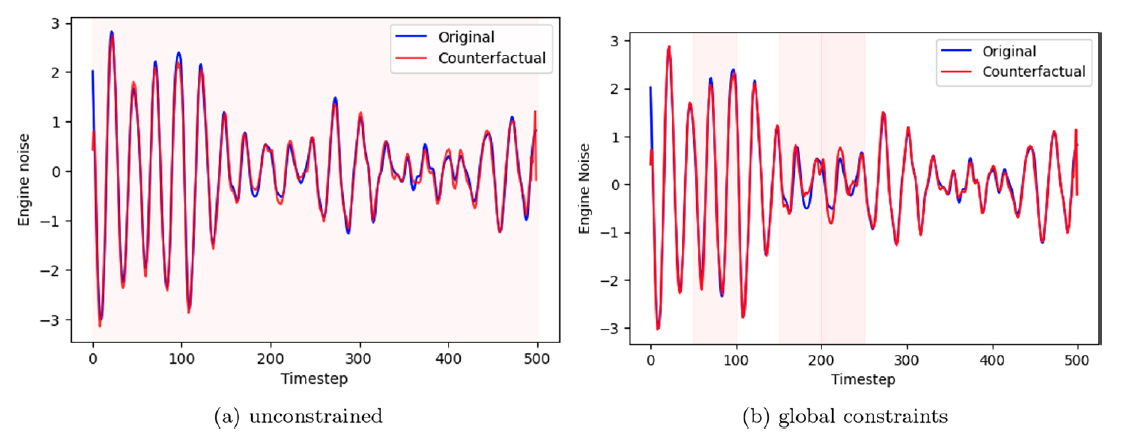 3
2
1
0
−1
−2
−3
Engine noise
Original
Counterfactual
0 100 200 300 400 500
Timestep
(a) unconstrained
3
2
1
0
−1
−2
−3
Engine Noise
Original
Counterfactual
0 100 200 300 400 500
Timestep
(b) global constraints